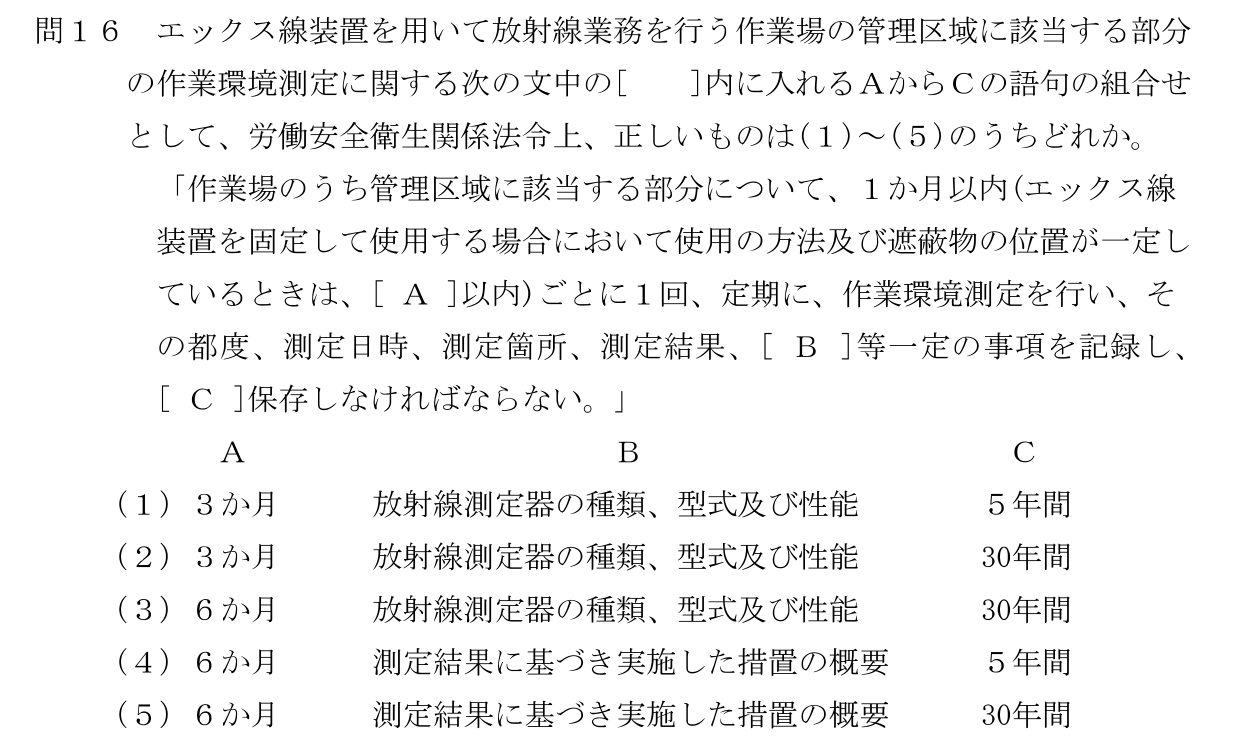 問16 エックス線装置を用いて放射線業務を行う作業場の管理区域に該当する部分
の作業環境測定に関する次の文中の[　　]内に入れるAからCの語句の組合せ
として、労働安全衛生関係法令上、正しいものは(1)~(5)のうちどれか。
「作業場のうち管理区域に該当する部分について、1か月以内(エックス線
装置を固定して使用する場合において使用の方法及び遮蔽物の位置が一定し
ているときは、[ A ]以内)ごとに1回、定期に、作業環境測定を行い、そ
の都度、測定日時、測定箇所、測定結果、[ B ]等一定の事項を記録し、
[ C ]保存しなければならない。」
A B C
(1) 3か月 放射線測定器の種類、型式及び性能 5年間
(2) 3か月 放射線測定器の種類、型式及び性能 30年間
(3) 6か月 放射線測定器の種類、型式及び性能 30年間
(4) 6か月 測定結果に基づき実施した措置の概要 5年間
(5) 6か月 測定結果に基づき実施した措置の概要 30年間